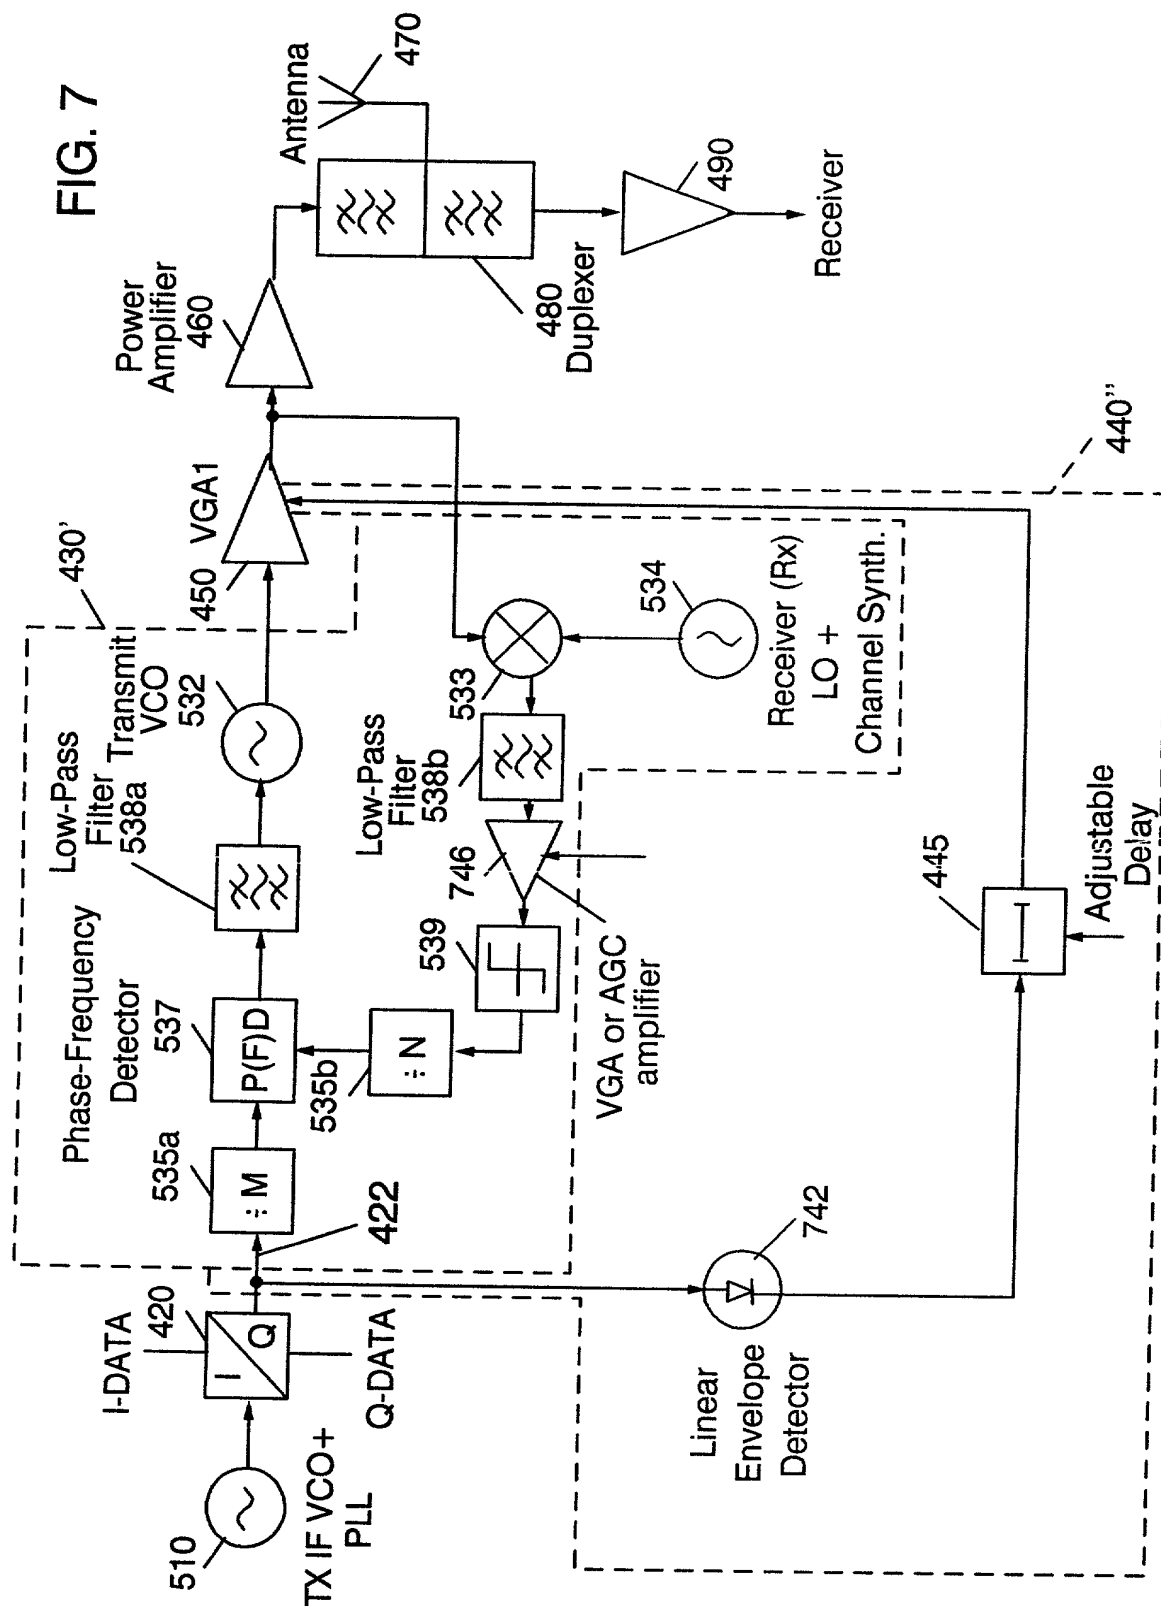 FIG. 7
Antenna
470
Power
Amplifier
460
480
Duplexer
490
Receiver
VGA1
450
430'
440"
Transmit
VCO
532
Low-Pass
Filter
538a
Phase-Frequency
Detector
537
P(F)D
535a
÷M
422
I-DATA
420
I
Q
Q-DATA
510
TX IF VCO+
PLL
535b
÷N
539
746
VGA or AGC
amplifier
Low-Pass
Filter
538b
533
534
Receiver (Rx)
LO +
Channel Synth.
742
Linear
Envelope
Detector
445
Adjustable
Delay